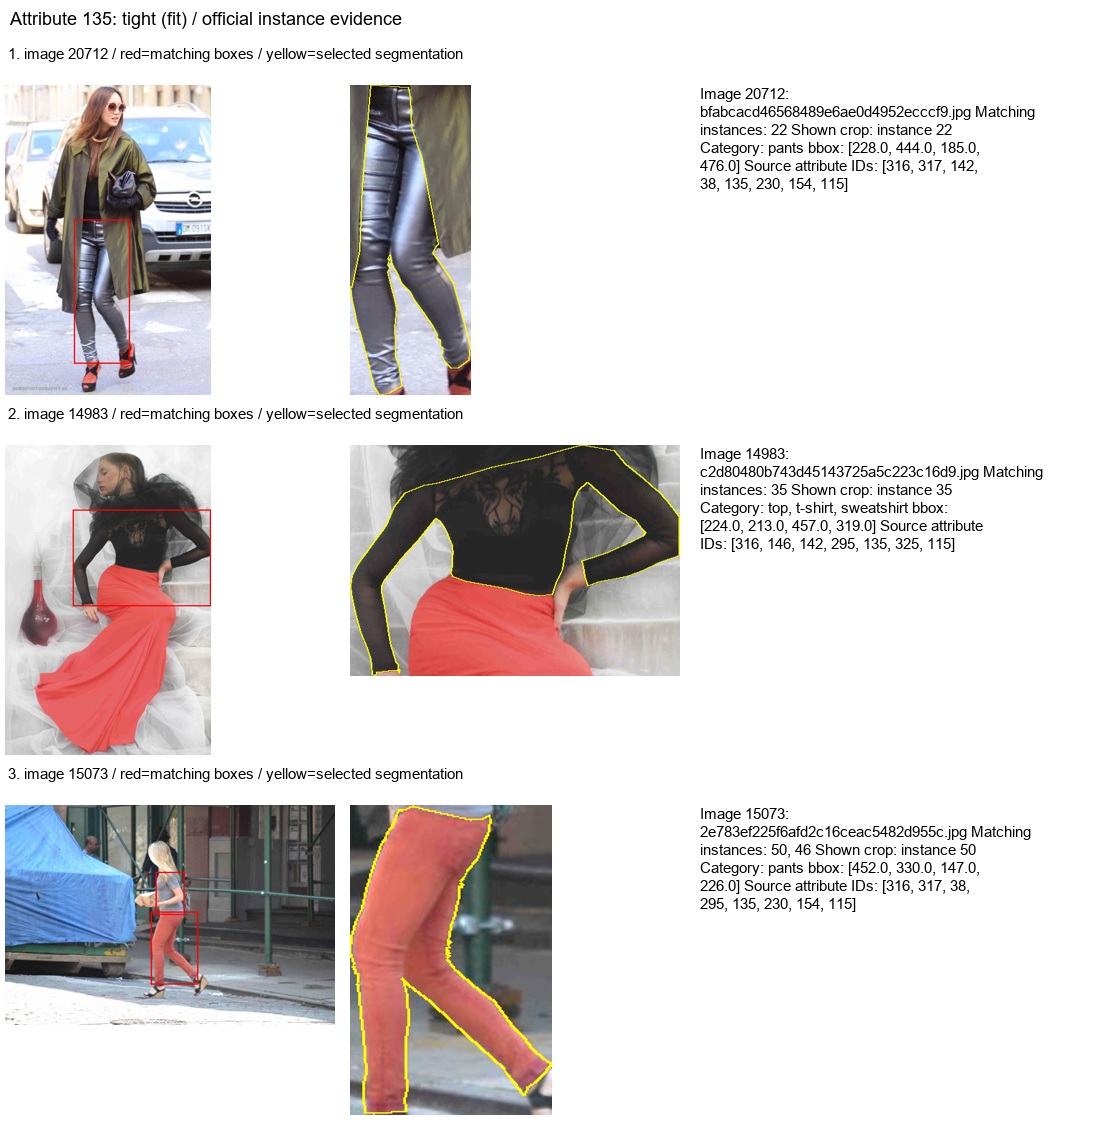 Attribute 135: tight (fit) / official instance evidence
1. image 20712 / red=matching boxes / yellow=selected segmentation
Image 20712:
bfabcacd46568489e6ae0d4952ecccf9.jpg Matching
instances: 22 Shown crop: instance 22
Category: pants bbox: [228.0, 444.0, 185.0,
476.0] Source attribute IDs: [316, 317, 142,
38, 135, 230, 154, 115]
2. image 14983 / red=matching boxes / yellow=selected segmentation
Image 14983:
c2d80480b743d45143725a5c223c16d9.jpg Matching
instances: 35 Shown crop: instance 35
Category: top, t-shirt, sweatshirt bbox:
[224.0, 213.0, 457.0, 319.0] Source attribute
IDs: [316, 146, 142, 295, 135, 325, 115]
3. image 15073 / red=matching boxes / yellow=selected segmentation
Image 15073:
2e783ef225f6afd2c16ceac5482d955c.jpg Matching
instances: 50, 46 Shown crop: instance 50
Category: pants bbox: [452.0, 330.0, 147.0,
226.0] Source attribute IDs: [316, 317, 38,
295, 135, 230, 154, 115]